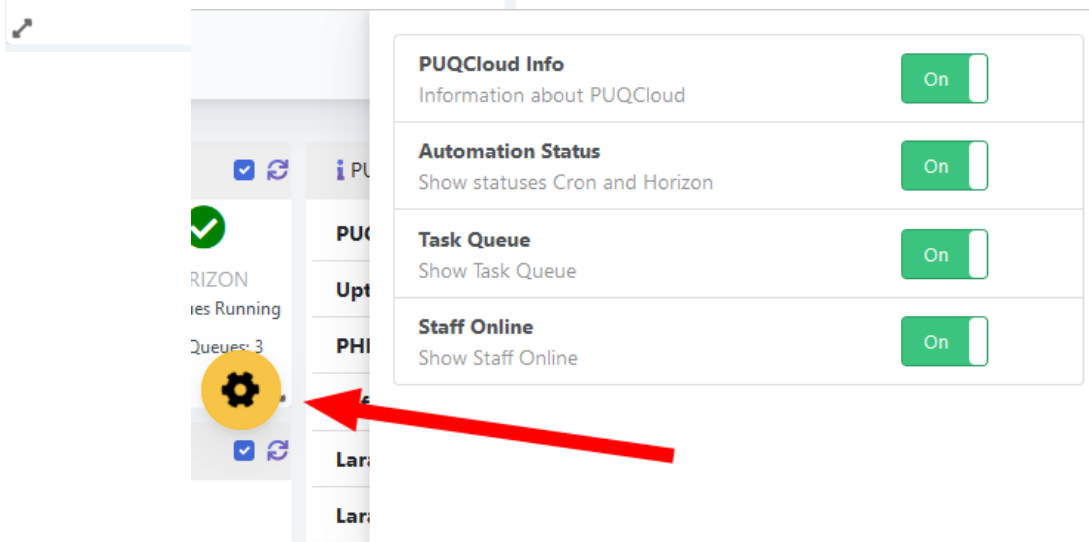 PUQCloud Info
Information about PUQCloud
On
Automation Status
Show statuses Cron and Horizon
On
Task Queue
Show Task Queue
On
Staff Online
Show Staff Online
On
RIZON
Running
Queues: 3